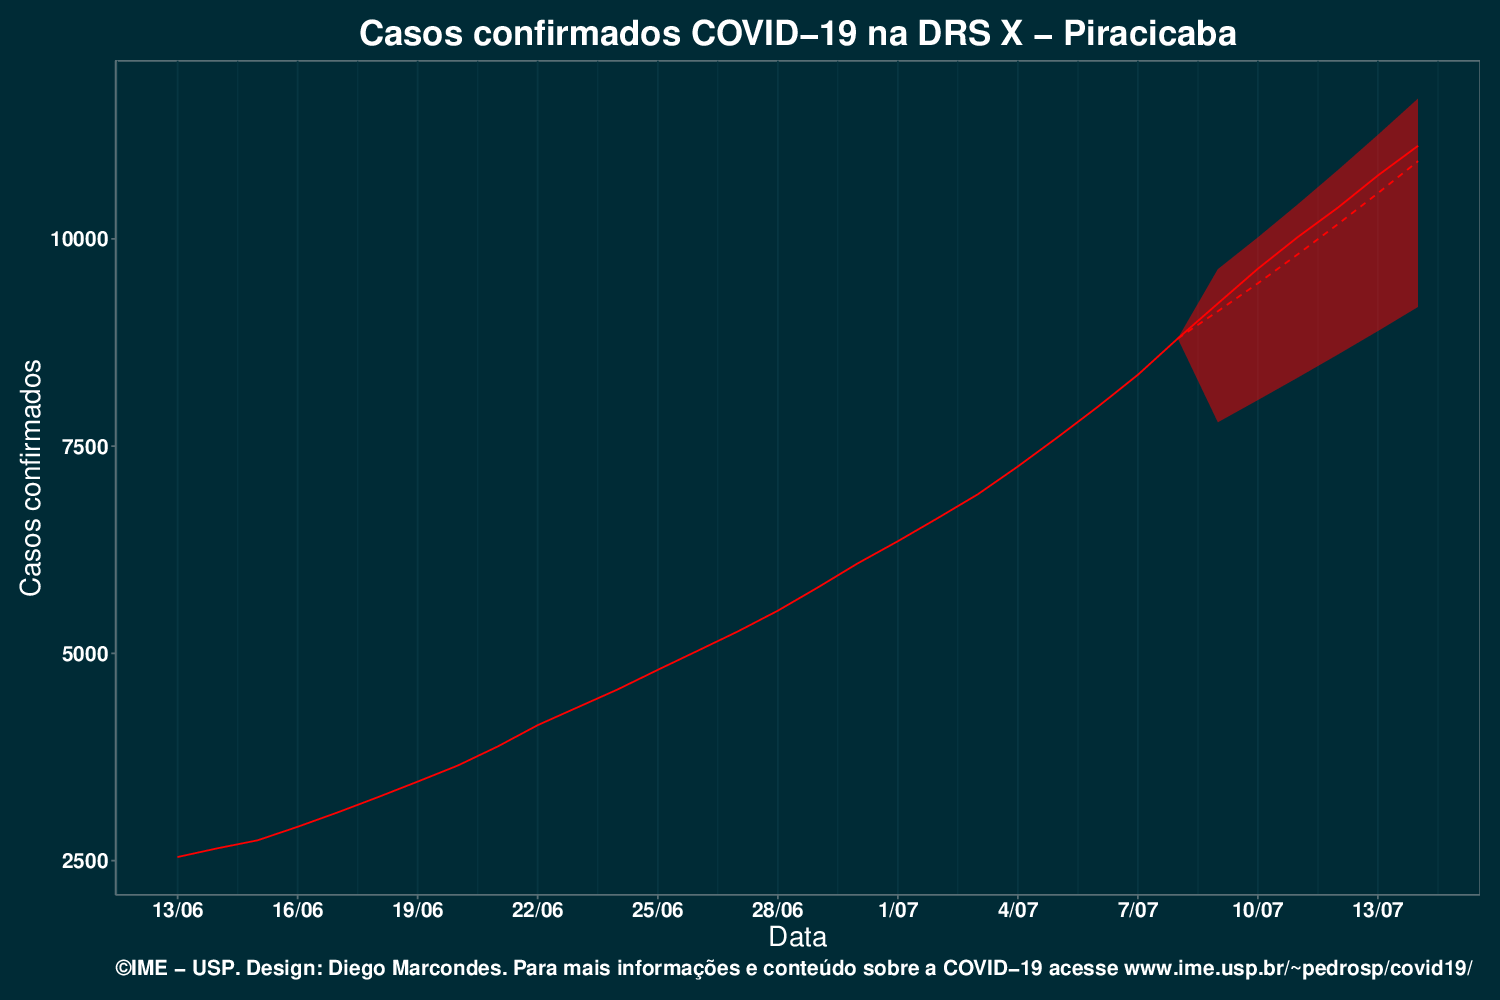 Casos confirmados COVID−19 na DRS X − Piracicaba
Casos confirmados
10000
7500
5000
2500
13/06 16/06 19/06 22/06 25/06 28/06 1/07 4/07 7/07 10/07 13/07
Data
©IME − USP. Design: Diego Marcondes. Para mais informações e conteúdo sobre a COVID−19 acesse www.ime.usp.br/~pedrosp/covid19/